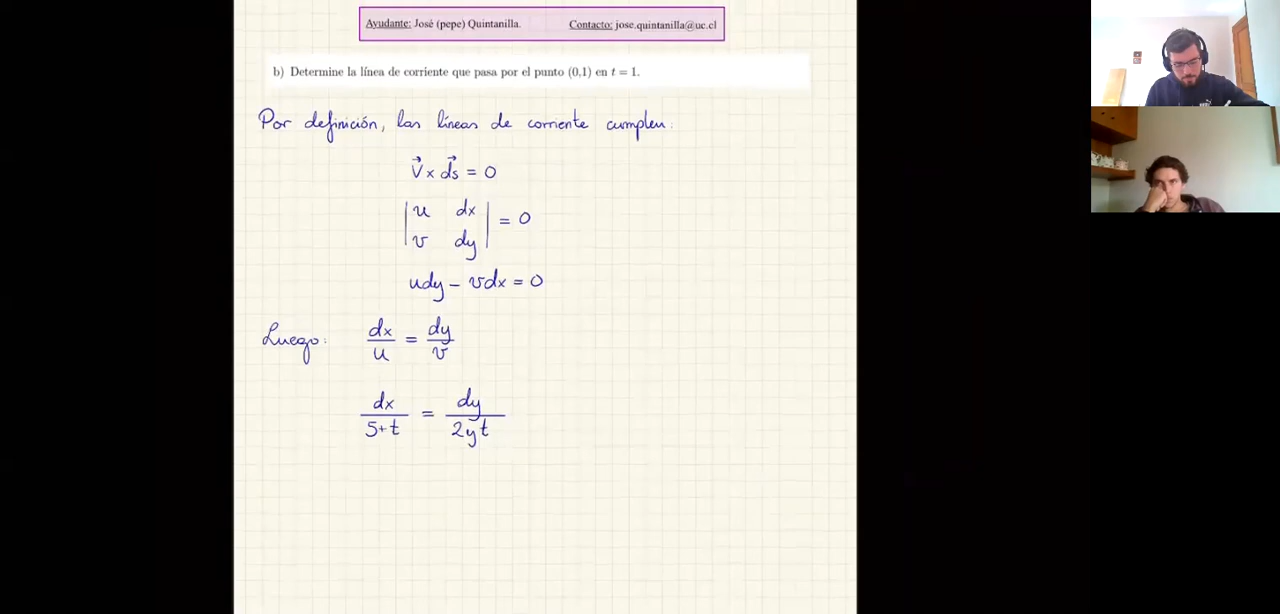 Ayudante: José (pepe) Quintanilla. Contacto: jose.quintanilla@uc.cl
b) Determine la línea de corriente que pasa por el punto (0,1) en t = 1.
Por definición, las líneas de corriente cumplen:
V⃗ × ds⃗ = 0
| u dx |
| v dy | = 0
udy − vdx = 0
Luego: dx/u = dy/v
dx/(5+t) = dy/(2yt)